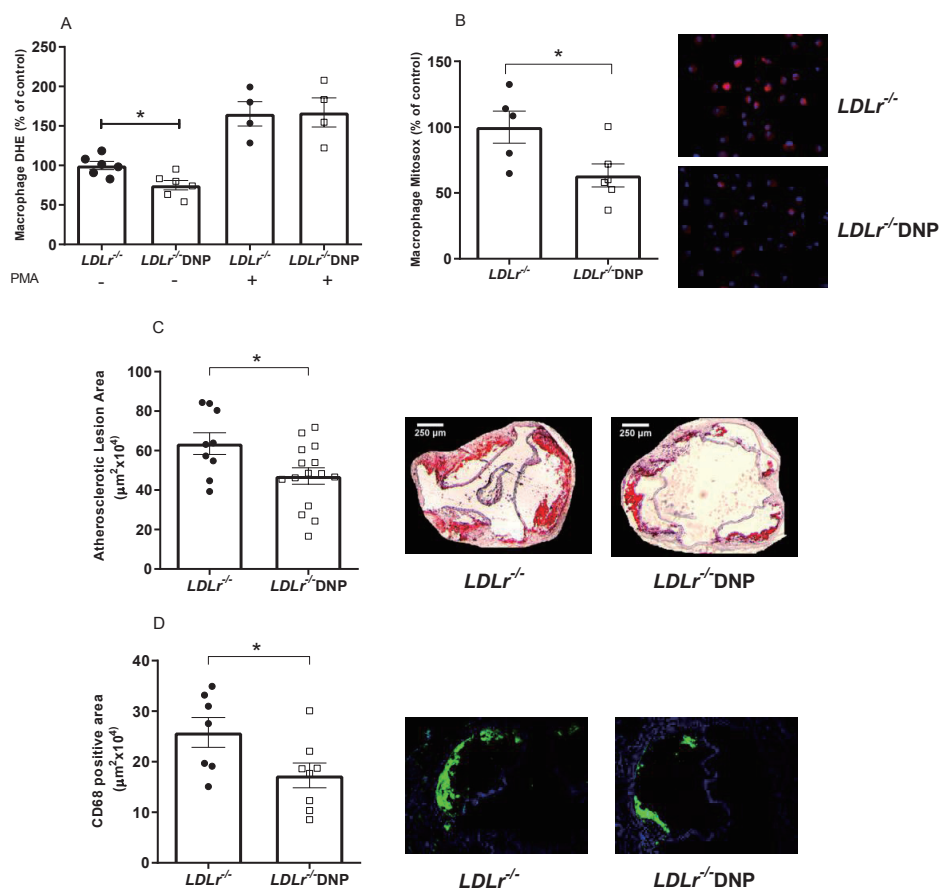 A
Macrophage DHE (% of control)
250
200
150
100
50
0
*
LDLr-/-
LDLr-/-DNP
LDLr-/-
LDLr-/-DNP
PMA
-
-
+
+
B
Macrophage Mitosox (% of control)
150
100
50
0
*
LDLr-/-
LDLr-/-DNP
LDLr-/-
LDLr-/-DNP
C
Atherosclerotic Lesion Area
(µm²x10⁴)
100
80
60
40
20
0
*
LDLr-/-
LDLr-/-DNP
250 µm
250 µm
LDLr-/-
LDLr-/-DNP
D
CD68 positive area
(µm²x10⁴)
40
30
20
10
0
*
LDLr-/-
LDLr-/-DNP
LDLr-/-
LDLr-/-DNP